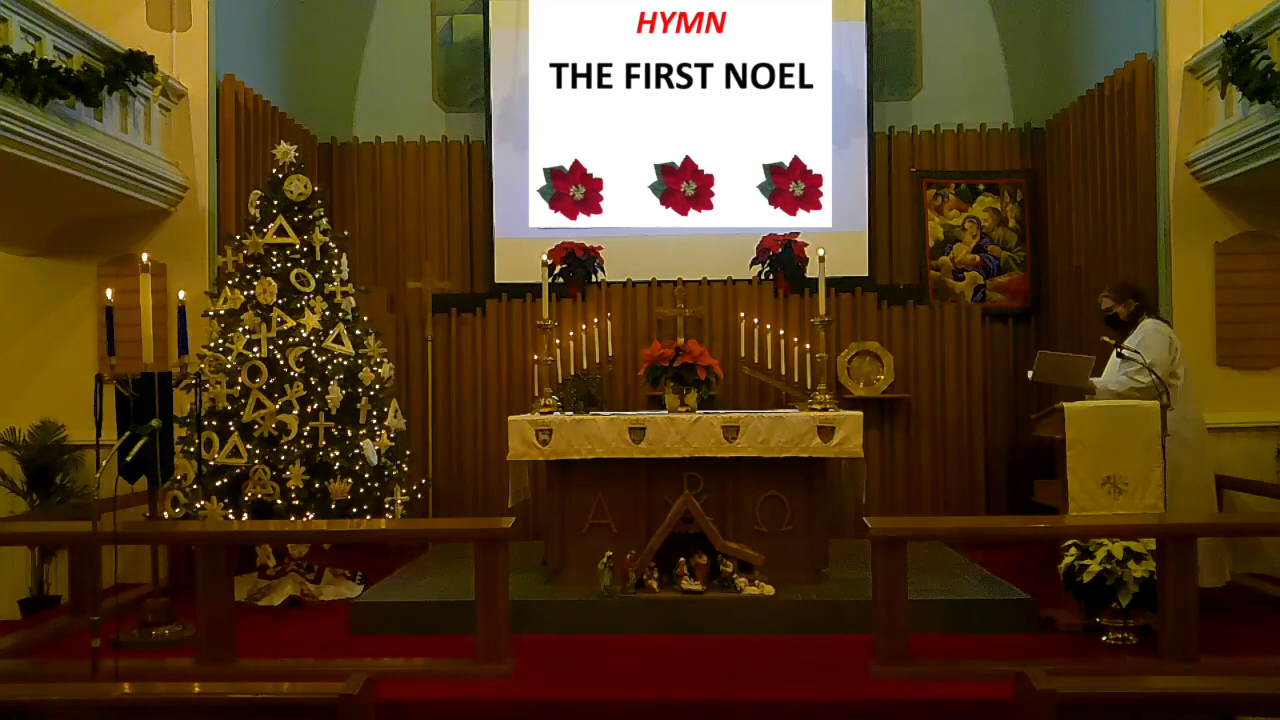 HYMN
THE FIRST NOEL
Α Ω